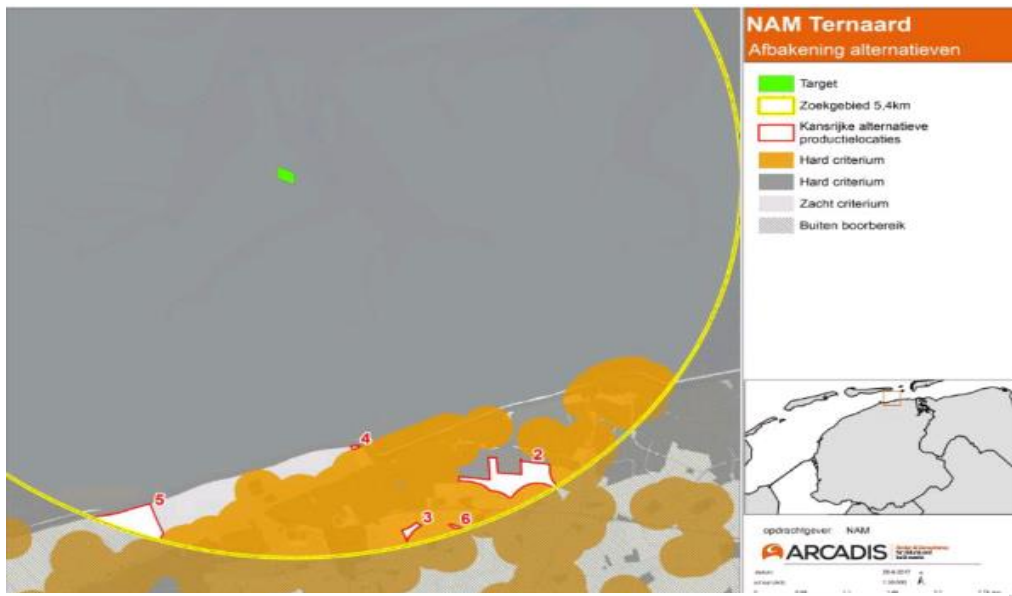 NAM Ternaard
Afbakening alternatieven
Target
Zoekgebied 5,4km
Kansrijke alternatieve
productielocaties
Hard criterium
Hard criterium
Zacht criterium
Buiten boorbereik
4
2
5
3
6
opdrachtgever: NAM
ARCADIS